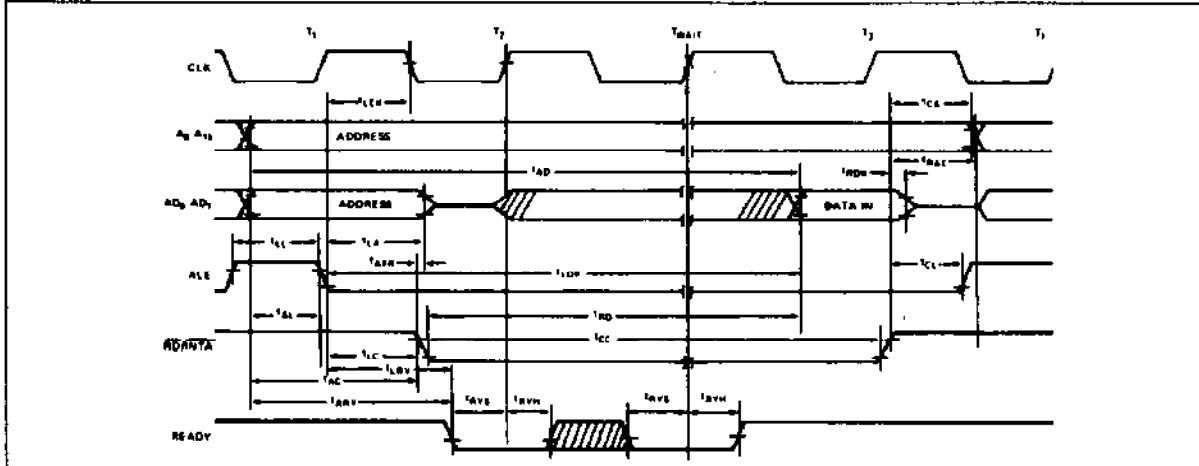 T1 T2 TWAIT T3 T1
CLK
tLCK tCA
A8 A15 ADDRESS
tRAE
tAD tRDH
AD0 AD7 ADDRESS DATA IN
tLL tLA
tAFR tLDR tCL
ALE
tAL tRD
tCC
RD/INTA
tLC
tLRY
tAC
tARY tRYS tRYH tRYS tRYH
READY